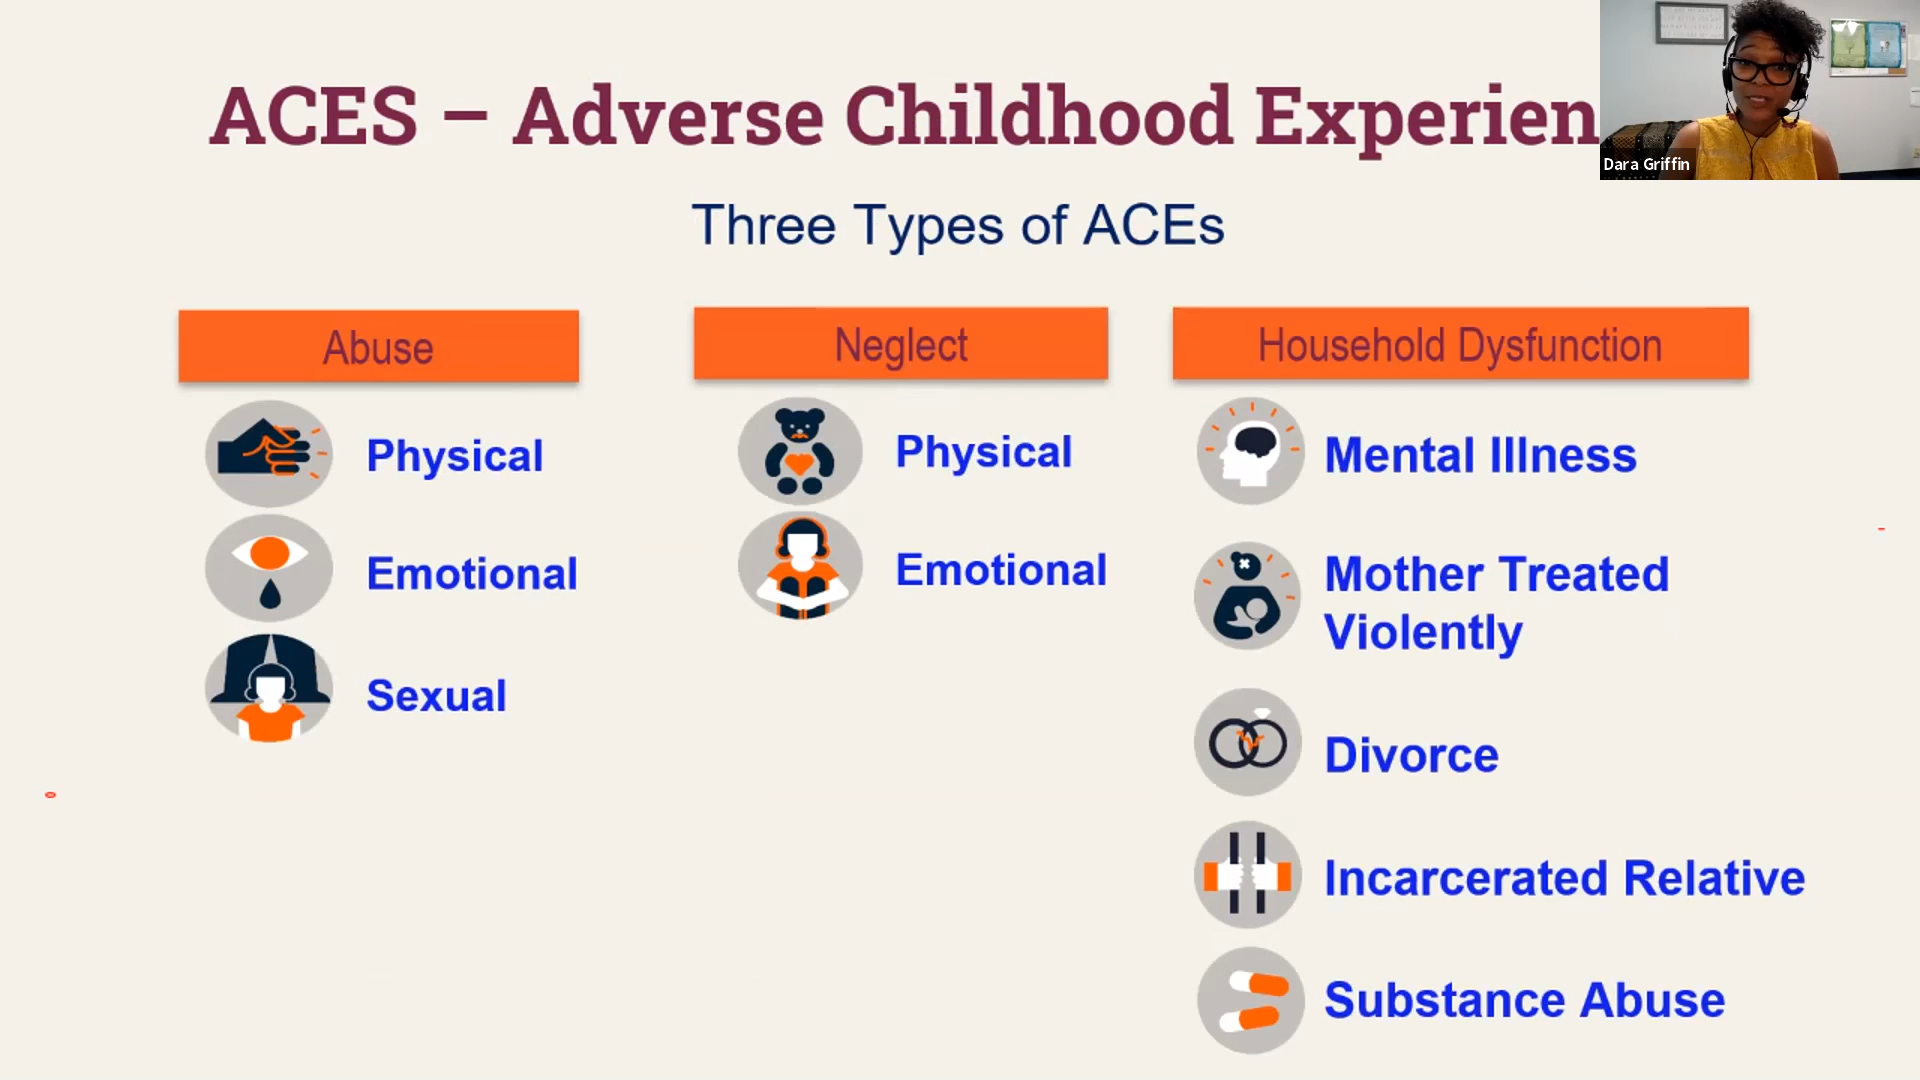 ACES – Adverse Childhood Experien
Dara Griffin
Three Types of ACEs
Abuse
Physical
Emotional
Sexual
Neglect
Physical
Emotional
Household Dysfunction
Mental Illness
Mother Treated
Violently
Divorce
Incarcerated Relative
Substance Abuse